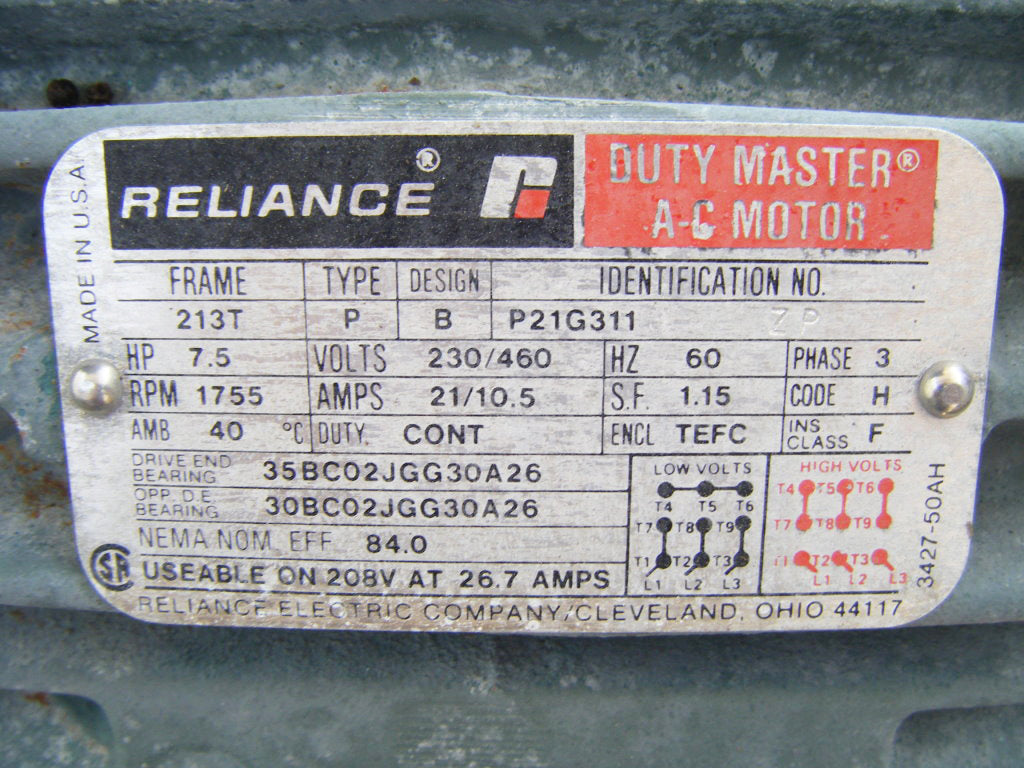 MADE IN U.S.A.
RELIANCE®
DUTY MASTER®
A-C MOTOR
FRAME TYPE DESIGN IDENTIFICATION NO.
213T P B P21G311 ZP
HP 7.5 VOLTS 230/460 HZ 60 PHASE 3
RPM 1755 AMPS 21/10.5 S.F. 1.15 CODE H
AMB 40 °C DUTY. CONT ENCL TEFC INS CLASS F
DRIVE END BEARING 35BC02JGG30A26
OPP. D.E. BEARING 30BC02JGG30A26
NEMA NOM. EFF 84.0
SA USEABLE ON 208V AT 26.7 AMPS
LOW VOLTS
T4 T5 T6
T7 T8 T9
T1 T2 T3
L1 L2 L3
HIGH VOLTS
T4 T5 T6
T7 T8 T9
T1 T2 T3
L1 L2 L3
RELIANCE ELECTRIC COMPANY/CLEVELAND, OHIO 44117
3427-50AH